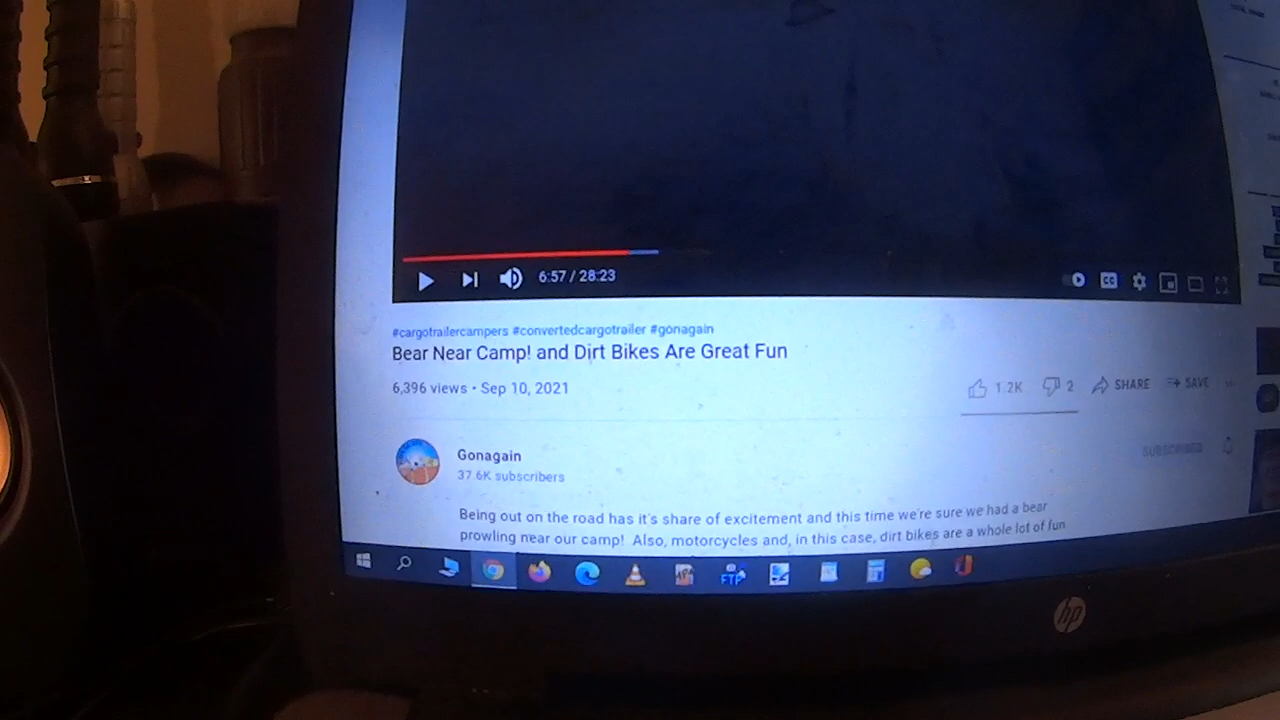 6:57 / 28:23
CC
#cargotrailercampers #convertedcargotrailer #gonagain
Bear Near Camp! and Dirt Bikes Are Great Fun
6,396 views • Sep 10, 2021
1.2K 2 SHARE SAVE
Gonagain
SUBSCRIBED
37.6K subscribers
Being out on the road has it's share of excitement and this time we're sure we had a bear
prowling near our camp! Also, motorcycles and, in this case, dirt bikes are a whole lot of fun
FTP
hp